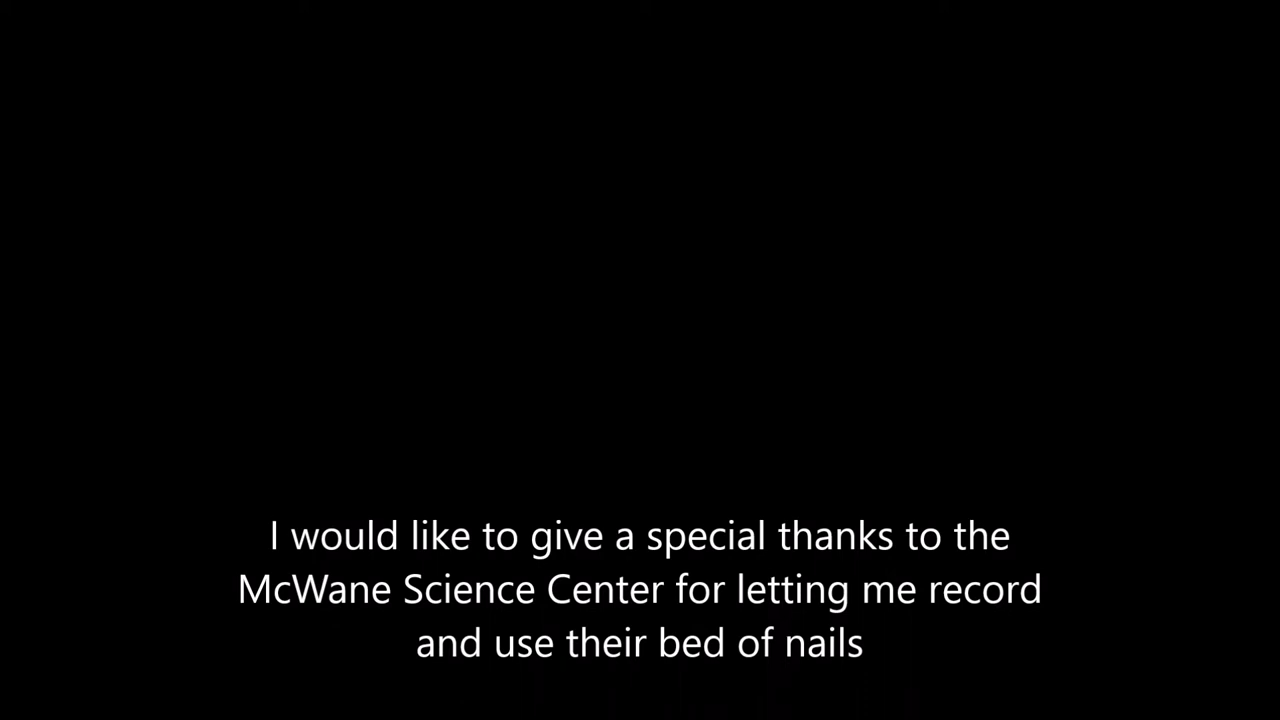 I would like to give a special thanks to the
McWane Science Center for letting me record
and use their bed of nails